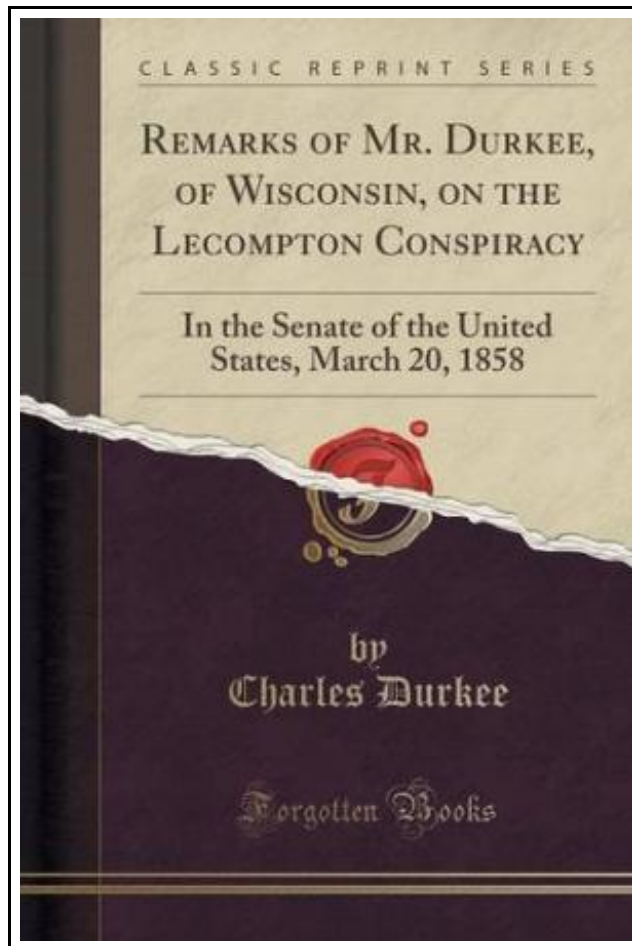 CLASSIC REPRINT SERIES
REMARKS OF MR. DURKEE,
OF WISCONSIN, ON THE
LECOMPTON CONSPIRACY
In the Senate of the United
States, March 20, 1858
F
by
Charles Durkee
Forgotten Books